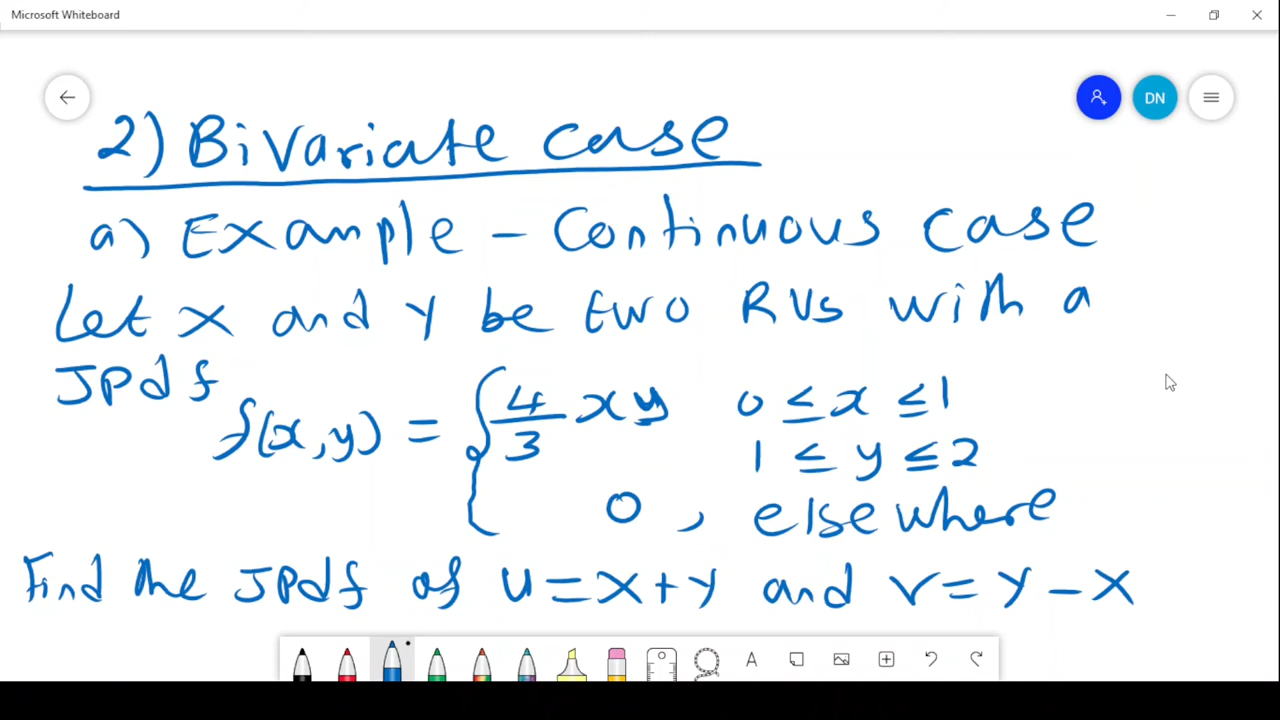 Microsoft Whiteboard
DN
2) Bivariate case
a) Example - Continuous case
Let X and Y be two RVs with a
JPdf
f(x,y) = { 4/3 xy 0 ≤ x ≤ 1
1 ≤ y ≤ 2
0, elsewhere
Find the JPdf of U = X + Y and V = Y - X
A